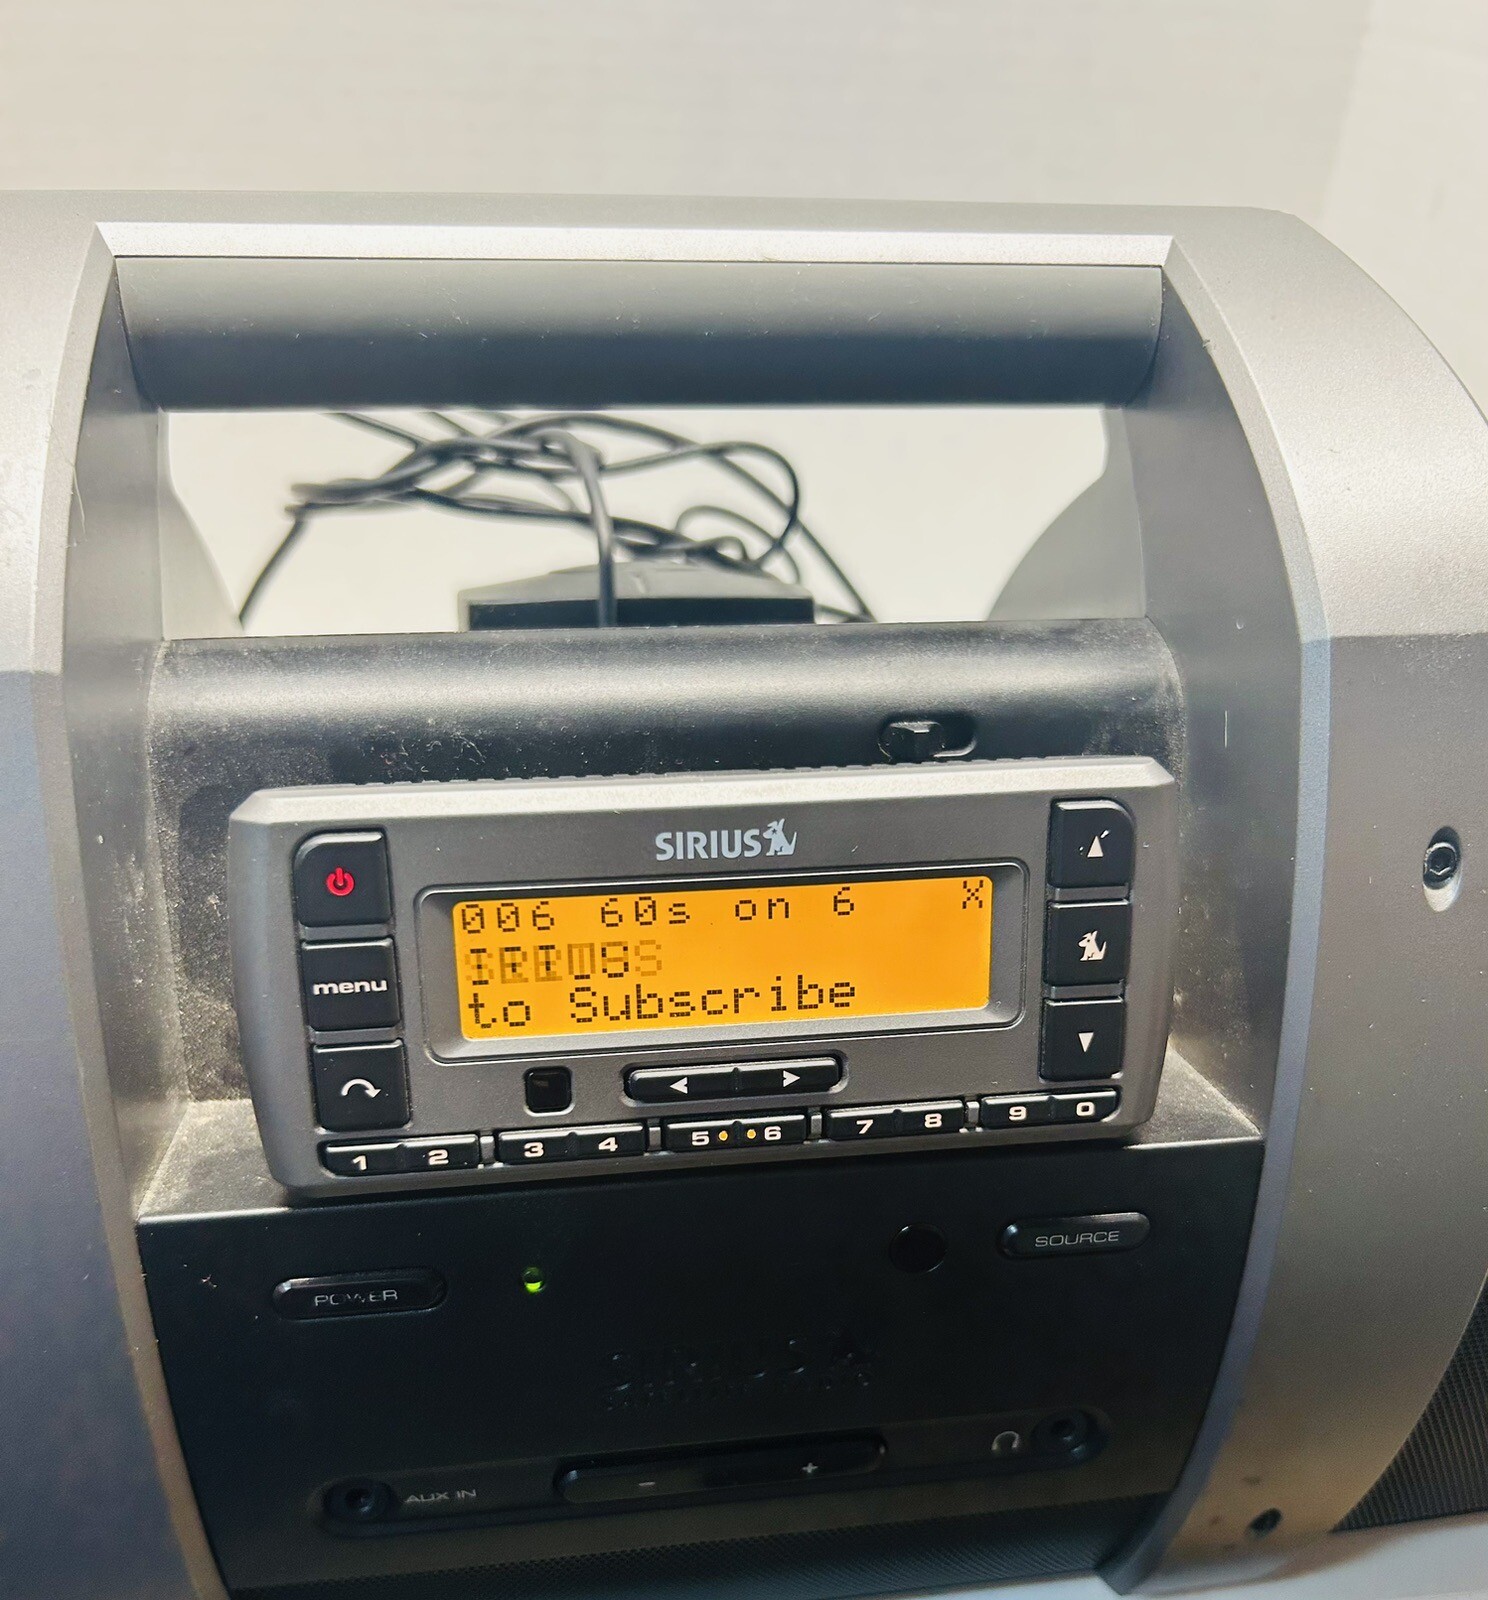 SIRIUS
006 60s on 6 X
to Subscribe
menu
1 2 3 4 5 6 7 8 9 0
POWER
SOURCE
SIRIUS
AUX IN
- +